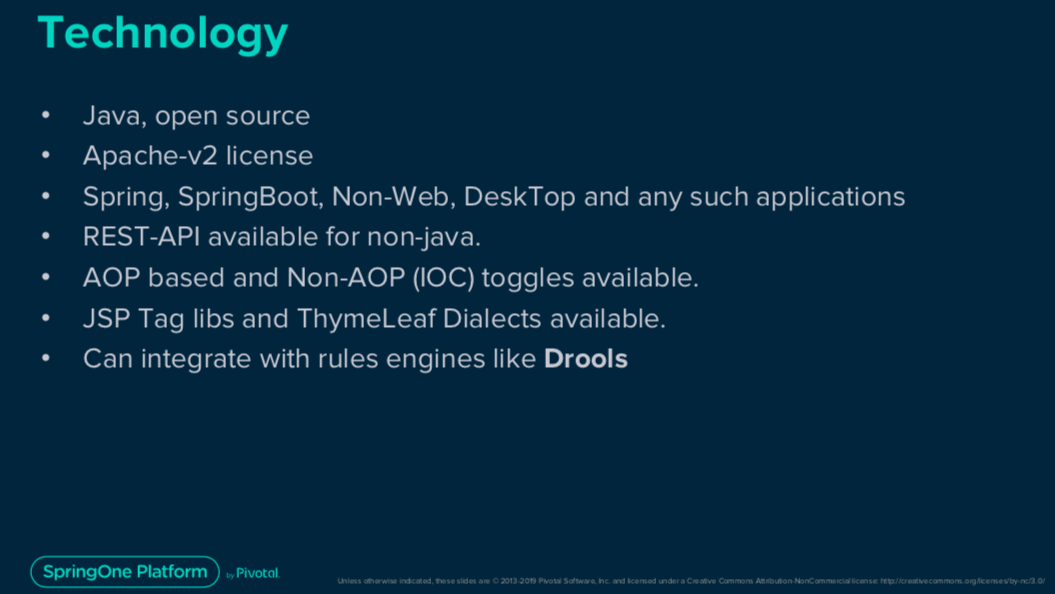 Technology
• Java, open source
• Apache-v2 license
• Spring, SpringBoot, Non-Web, DeskTop and any such applications
• REST-API available for non-java.
• AOP based and Non-AOP (IOC) toggles available.
• JSP Tag libs and ThymeLeaf Dialects available.
• Can integrate with rules engines like Drools
SpringOne Platform by Pivotal.
Unless otherwise indicated, these slides are © 2013-2019 Pivotal Software, Inc. and licensed under a Creative Commons Attribution-NonCommercial license: http://creativecommons.org/licenses/by-nc/3.0/